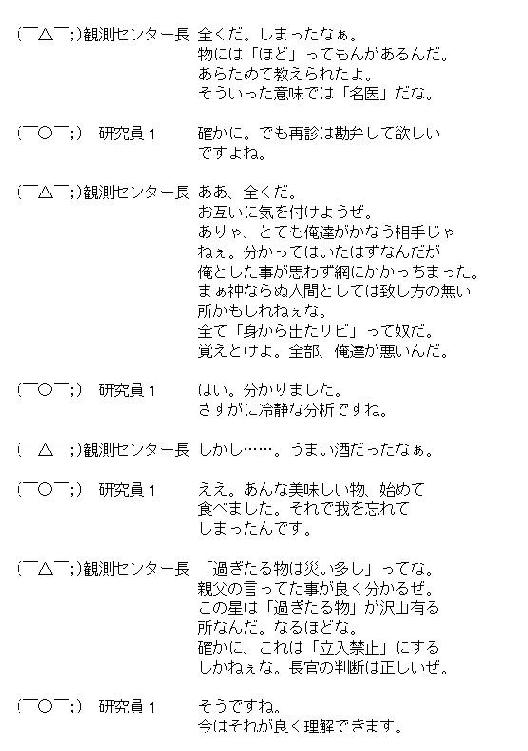 (￣△￣;)観測センター長 全くだ。しまったなぁ。
物には「ほど」ってもんがあるんだ。
あらためて教えられたよ。
そういった意味では「名医」だな。
(￣○￣;) 研究員1 確かに。でも再診は勘弁して欲しい
ですよね。
(￣△￣;)観測センター長 ああ、全くだ。
お互いに気を付けようぜ。
ありゃ、とても俺達がかなう相手じゃ
ねぇ。分かってはいたはずなんだが
俺とした事が思わず網にかかっちまった。
まぁ神ならぬ人間としては致し方の無い
所かもしれねぇな。
全て「身から出たサビ」って奴だ。
覚えとけよ。全部、俺達が悪いんだ。
(￣○￣;) 研究員1 はい。分かりました。
さすがに冷静な分析ですね。
(　△　;)観測センター長 しかし……。うまい酒だったなぁ。
(￣○￣;) 研究員1 ええ。あんな美味しい物、始めて
食べました。それで我を忘れて
しまったんです。
(￣△￣;)観測センター長 「過ぎたる物は災い多し」ってな。
親父の言ってた事が良く分かるぜ。
この星は「過ぎたる物」が沢山有る
所なんだ。なるほどな。
確かに、これは「立入禁止」にする
しかねぇな。長官の判断は正しいぜ。
(￣○￣;) 研究員1 そうですね。
今はそれが良く理解できます。